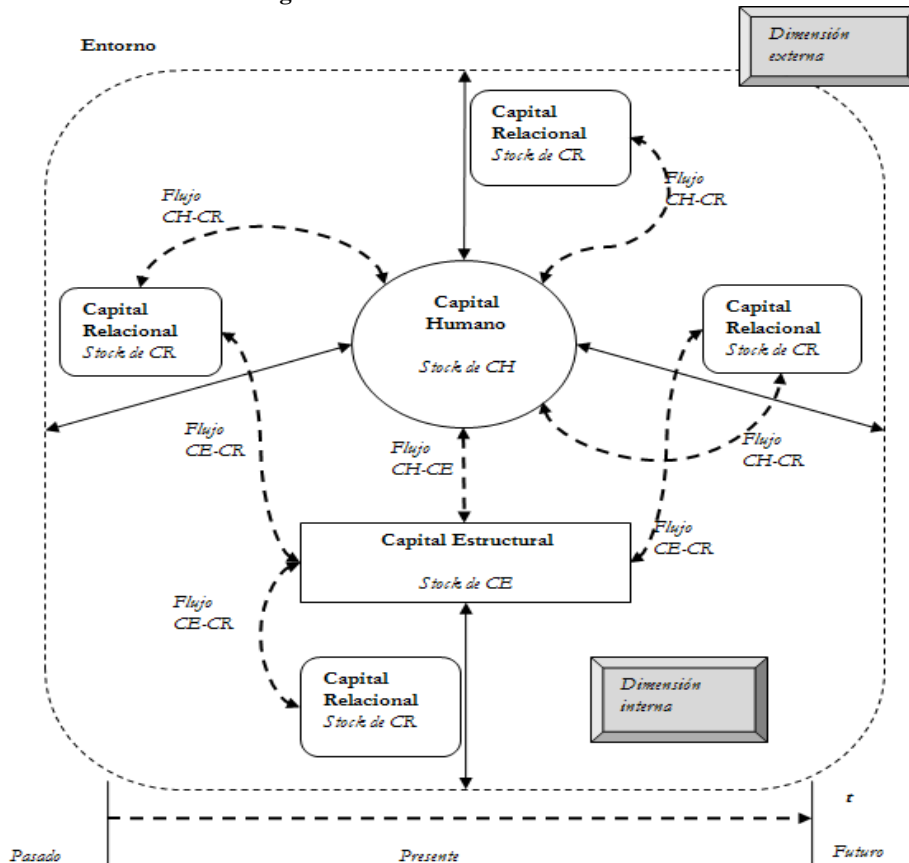 Dimensión
externa
Entorno
Capital
Relacional
Stock de CR
Flujo
CH-CR
Flujo
CH-CR
Capital
Relacional
Stock de CR
Capital
Humano
Stock de CH
Capital
Relacional
Stock de CR
Flujo
CE-CR
Flujo
CH-CE
Flujo
CH-CR
Capital Estructural
Stock de CE
Flujo
CE-CR
Flujo
CE-CR
Capital
Relacional
Stock de CR
Dimensión
interna
t
Pasado
Presente
Futuro